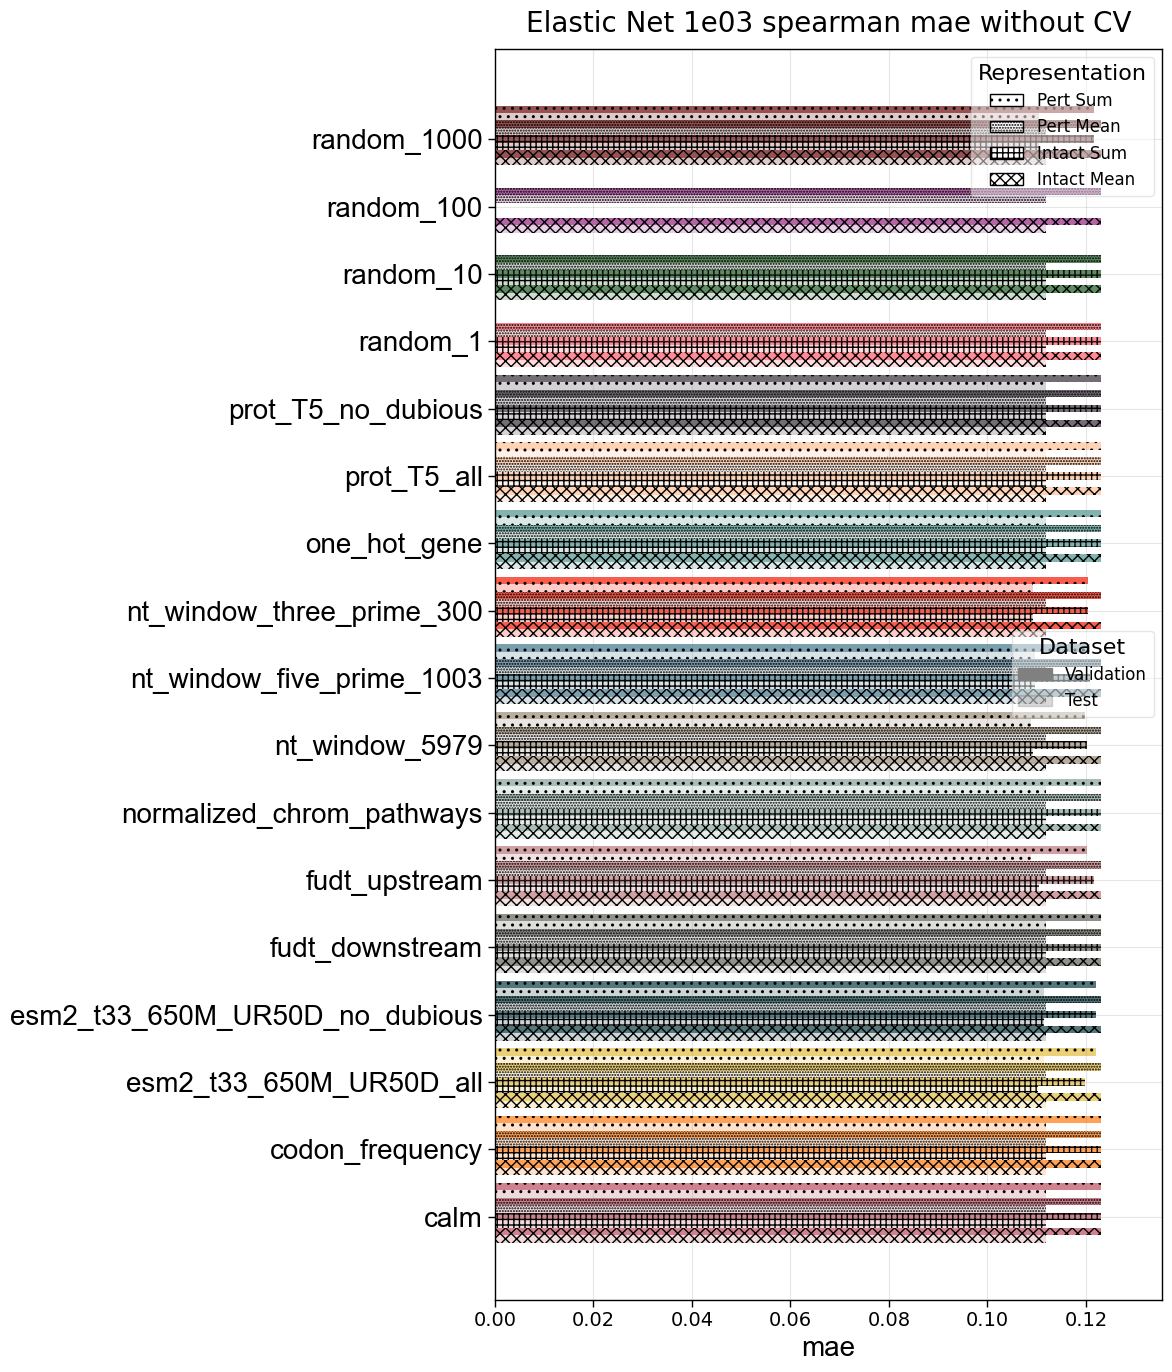 Elastic Net 1e03 spearman mae without CV
Representation
Pert Sum
Pert Mean
Intact Sum
Intact Mean
random_1000
random_100
random_10
random_1
prot_T5_no_dubious
prot_T5_all
one_hot_gene
nt_window_three_prime_300
Dataset
Validation
Test
nt_window_five_prime_1003
nt_window_5979
normalized_chrom_pathways
fudt_upstream
fudt_downstream
esm2_t33_650M_UR50D_no_dubious
esm2_t33_650M_UR50D_all
codon_frequency
calm
0.00 0.02 0.04 0.06 0.08 0.10 0.12
mae